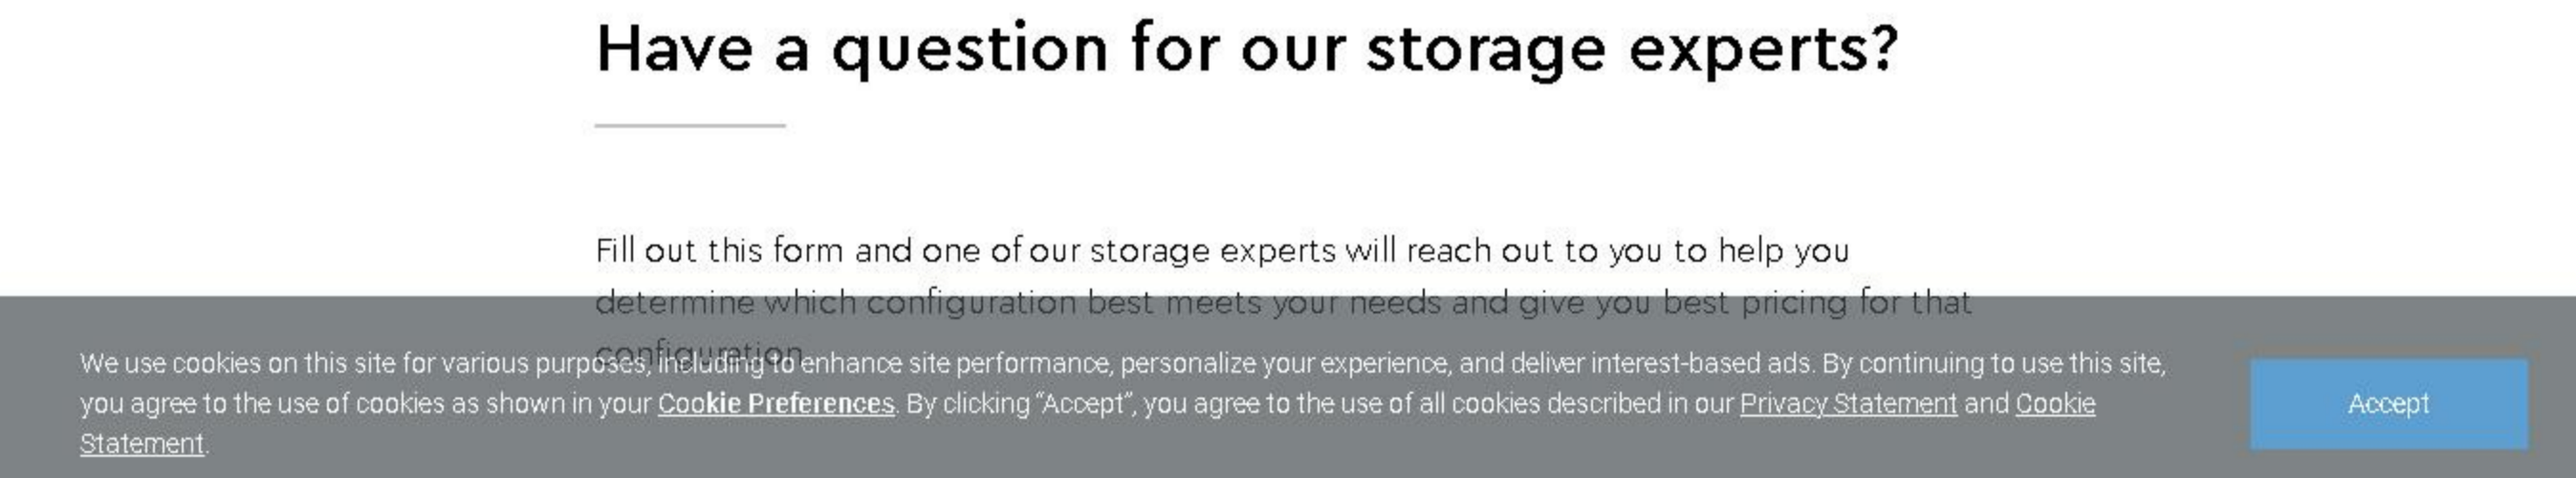 Have a question for our storage experts?
Fill out this form and one of our storage experts will reach out to you to help you
determine which configuration best meets your needs and give you best pricing for that
configuration.
We use cookies on this site for various purposes, including to enhance site performance, personalize your experience, and deliver interest-based ads. By continuing to use this site,
you agree to the use of cookies as shown in your Cookie Preferences. By clicking “Accept”, you agree to the use of all cookies described in our Privacy Statement and Cookie
Statement.
Accept